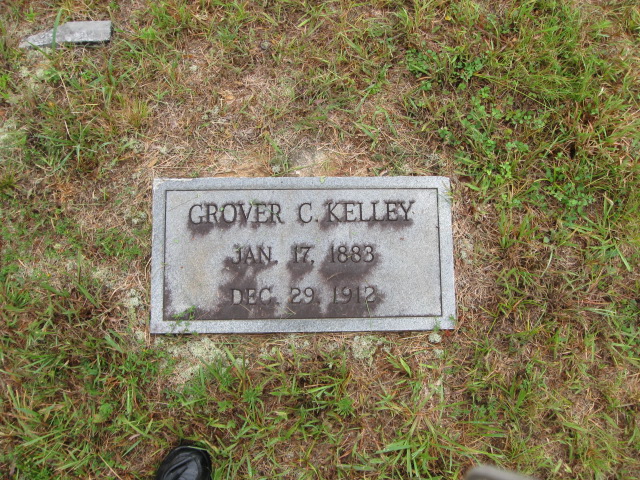 GROVER C. KELLEY
JAN. 17, 1883
DEC. 29, 1912